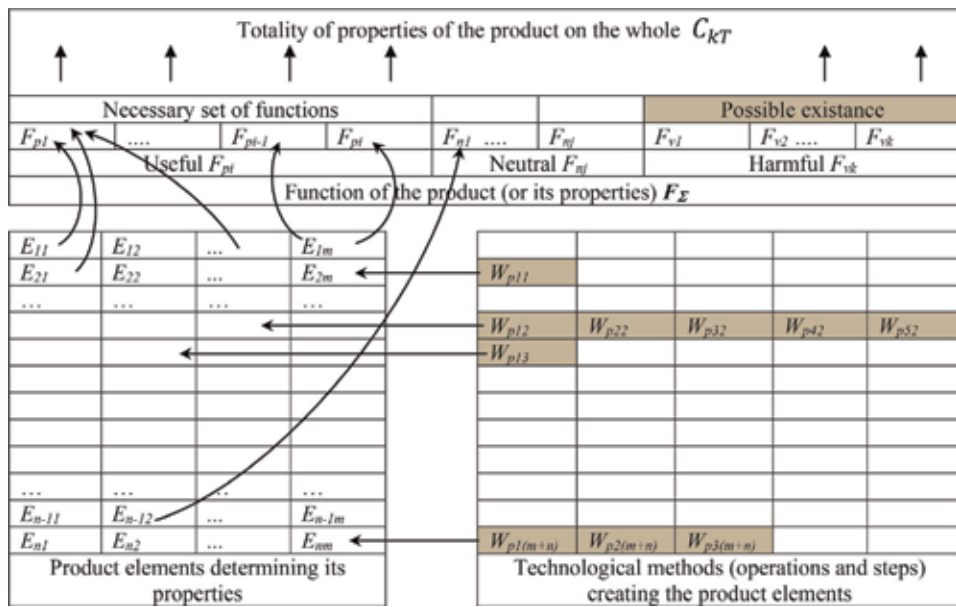 Totality of properties of the product on the whole C_kT
Necessary set of functions Possible existance
F_p1 .... F_pi-1 F_pi F_n1 .... F_nj F_v1 F_v2 .... F_vk
Useful F_pi Neutral F_nj Harmful F_vk
Function of the product (or its properties) F_Σ
E_11 E_12 ... E_1m
E_21 E_22 ... E_2m W_p11
... ... ... ...
W_p12 W_p22 W_p32 W_p42 W_p52
W_p13
... ... ... ...
E_n-11 E_n-12 ... E_n-1m
E_n1 E_n2 ... E_nm W_p1(m+n) W_p2(m+n) W_p3(m+n)
Product elements determining its
properties
Technological methods (operations and steps)
creating the product elements